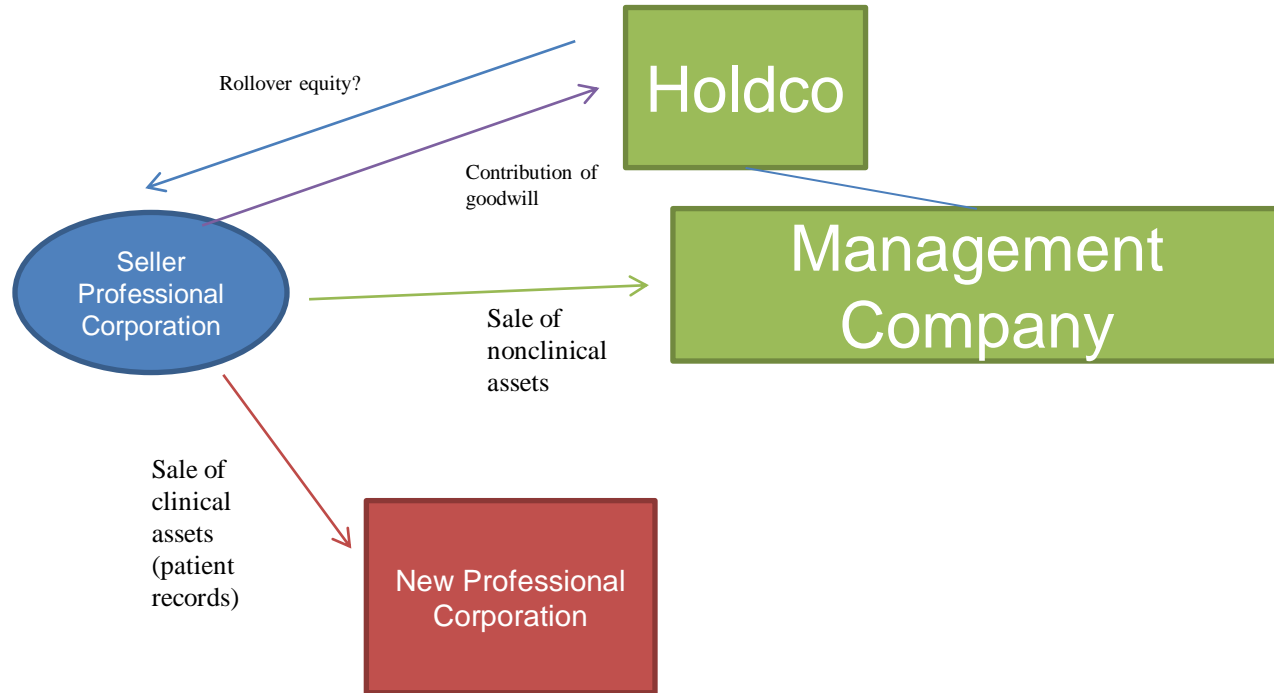 Rollover equity?
Holdco
Contribution of
goodwill
Seller
Professional
Corporation
Management
Company
Sale of
nonclinical
assets
Sale of
clinical
assets
(patient
records)
New Professional
Corporation